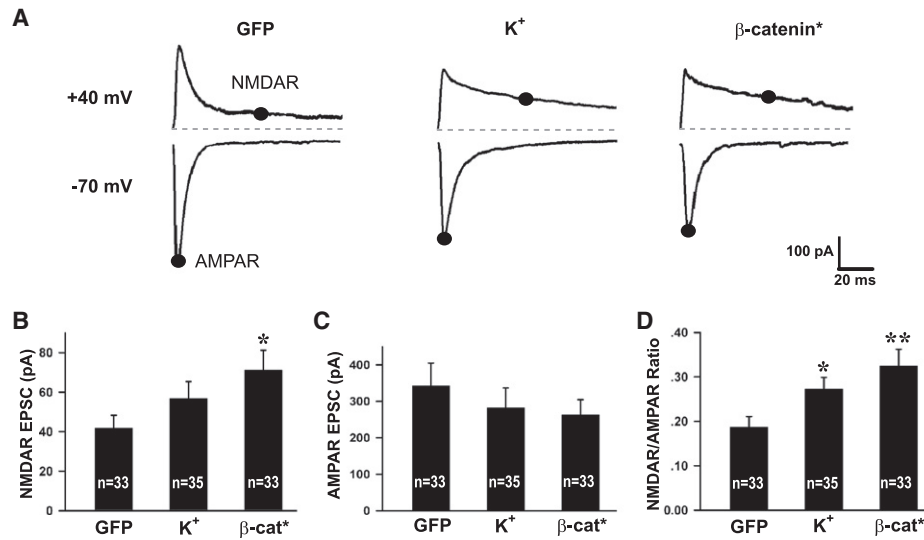 A
GFP
K+
β-catenin*
+40 mV
NMDAR
-70 mV
AMPAR
100 pA
20 ms
B
NMDAR EPSC (pA)
80
60
40
20
0
n=33
n=35
n=33
GFP
K+
β-cat*
*
C
AMPAR EPSC (pA)
400
300
200
300
0
n=33
n=35
n=33
GFP
K+
β-cat*
D
NMDAR/AMPAR Ratio
.40
.30
.20
.10
0.00
*
**
n=33
n=35
n=33
GFP
K+
β-cat*